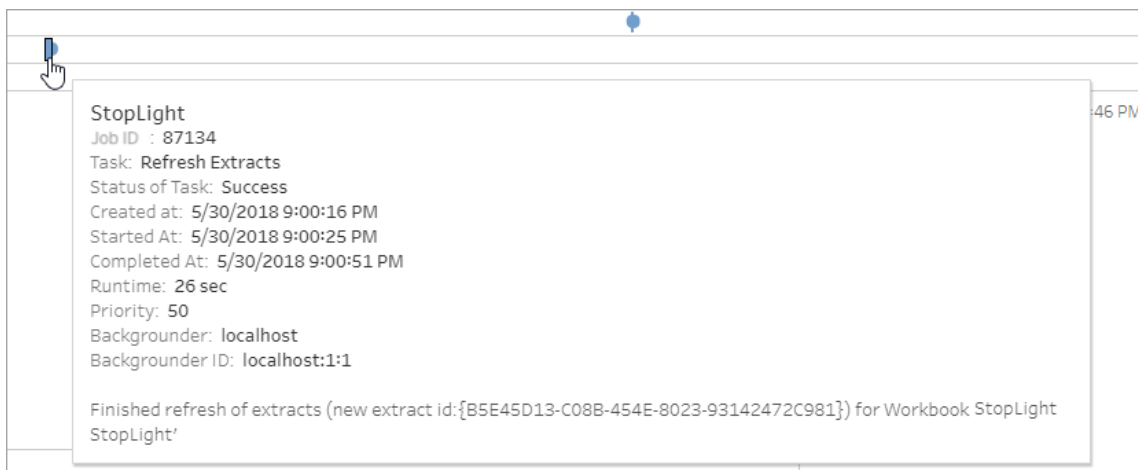 :46 PM
StopLight
Job ID : 87134
Task: Refresh Extracts
Status of Task: Success
Created at: 5/30/2018 9:00:16 PM
Started At: 5/30/2018 9:00:25 PM
Completed At: 5/30/2018 9:00:51 PM
Runtime: 26 sec
Priority: 50
Backgrounder: localhost
Backgrounder ID: localhost:1:1
Finished refresh of extracts (new extract id:{B5E45D13-C08B-454E-8023-93142472C981}) for Workbook StopLight
StopLight’